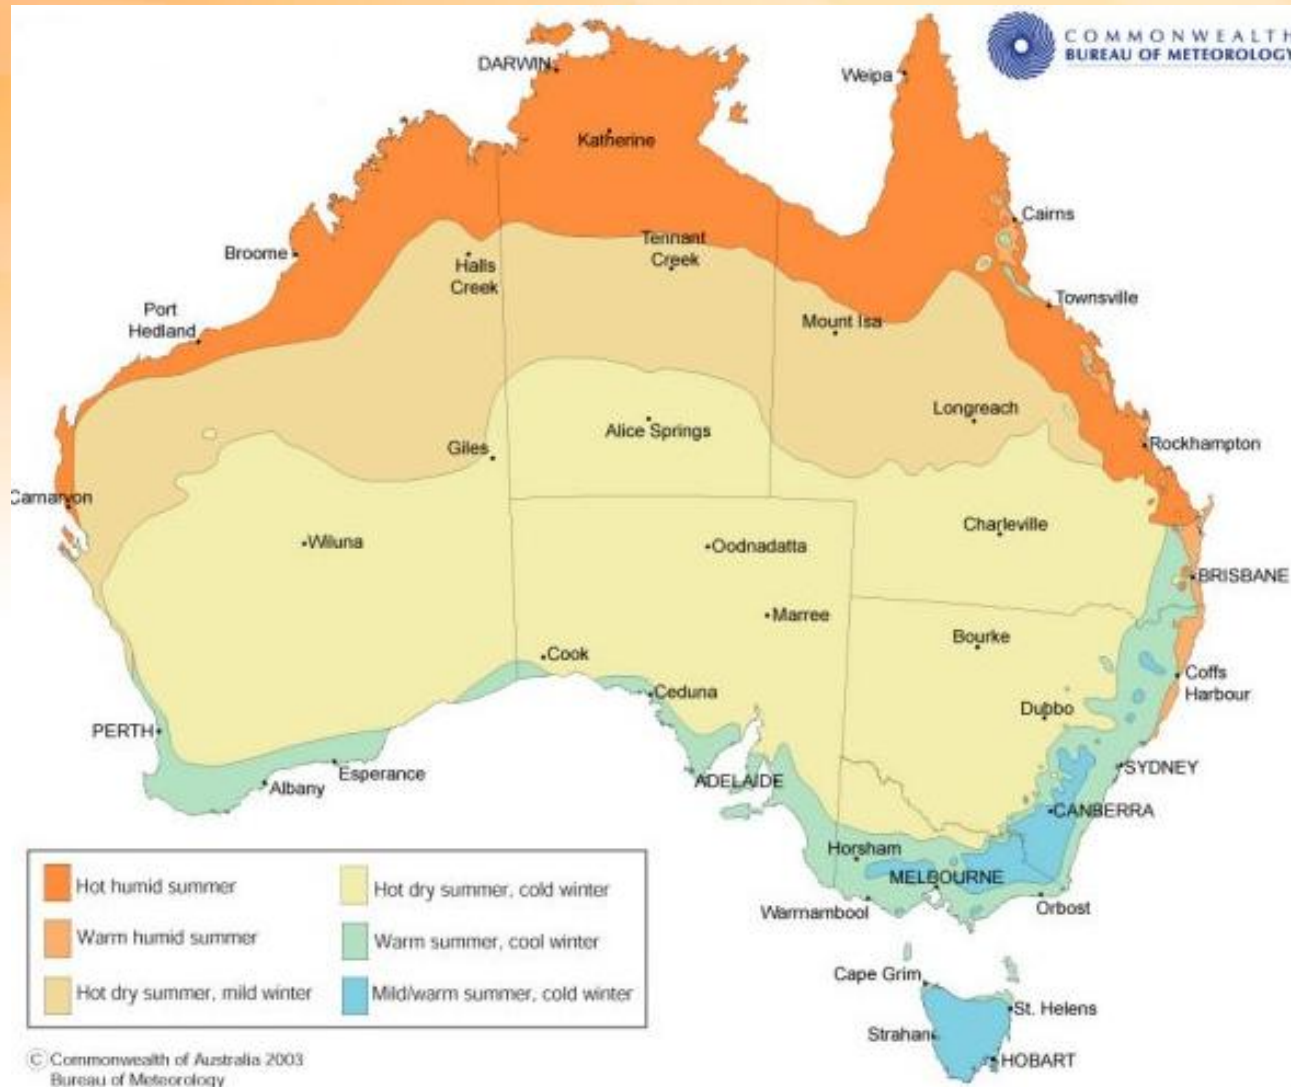 COMMONWEALTH
BUREAU OF METEOROLOGY
DARWIN
Weipa
Katherine
Cairns
Broome
Halls
Creek
Tennant
Creek
Port
Hedland
Townsville
Mount Isa
Longreach
Giles
Alice Springs
Rockhampton
Carnarvon
Wiluna
Oodnadatta
Charleville
BRISBANE
Marree
Bourke
Cook
Ceduna
Coffs
Harbour
Dubbo
PERTH
Albany
Esperance
ADELAIDE
SYDNEY
CANBERRA
Horsham
MELBOURNE
Warrnambool
Orbost
Cape Grim
St. Helens
Strahan
HOBART
Hot humid summer
Warm humid summer
Hot dry summer, mild winter
Hot dry summer, cold winter
Warm summer, cool winter
Mild/warm summer, cold winter
© Commonwealth of Australia 2003
Bureau of Meteorology